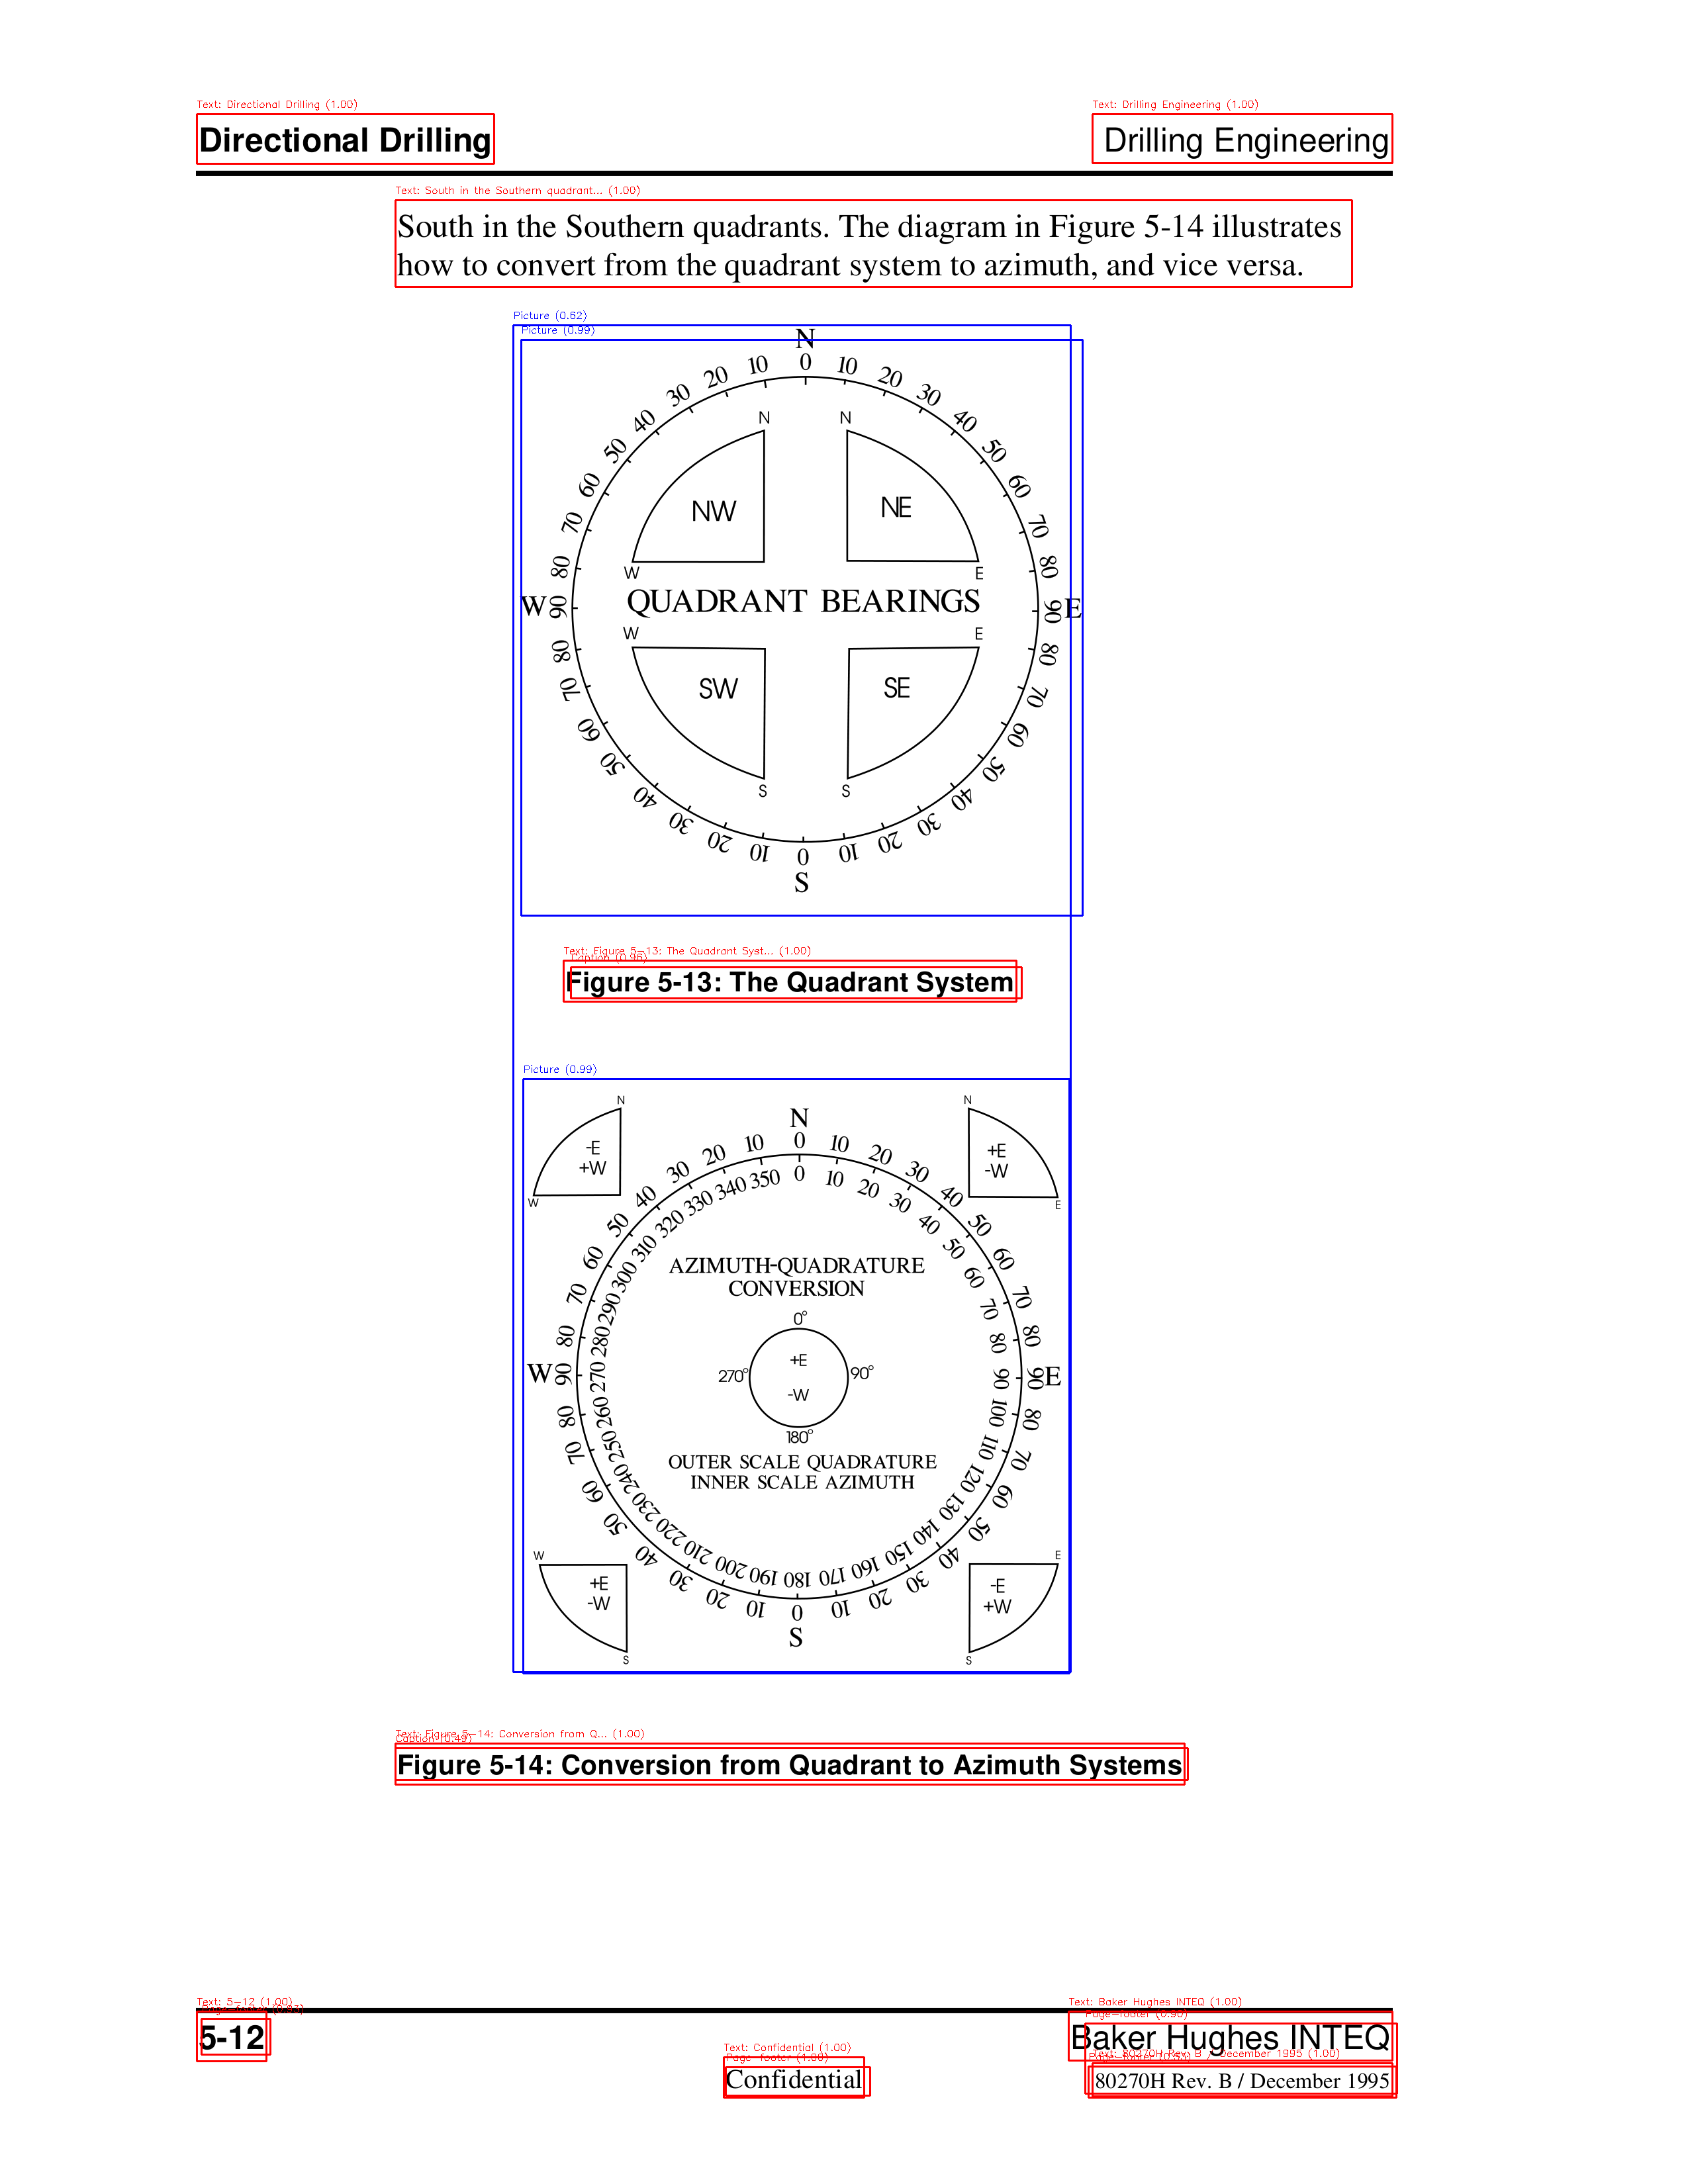 Text: Directional Drilling (1.00)
Text: Drilling Engineering (1.00)
Directional Drilling
Drilling Engineering
Text: South in the Southern quadrant... (1.00)
South in the Southern quadrants. The diagram in Figure 5-14 illustrates
how to convert from the quadrant system to azimuth, and vice versa.
Picture (0.62)
Picture (0.99)
N
50 40 30 20 10 0 10 20 30 40 50
N N
60 60
NW NE
70 70
80 80
W E
W 90 QUADRANT BEARINGS 90 E
W E
80 80
70 SW SE 70
60 60
S S
50 40 30 20 10 0 10 20 30 40 50
S
Text: Figure 5-13: The Quadrant Syst... (1.00)
Caption (0.96)
Figure 5-13: The Quadrant System
Picture (0.99)
N N
N
-E
+W
+E
-W
W E
50 40 30 20 10 0 10 20 30 40 50
310 320 330 340 350 0 10 20 30 40 50
60 300 60 60
70 290 70 70
80 280 80 80
AZIMUTH-QUADRATURE
CONVERSION
0°
+E
W 90 270 270° 90° 90 90 E
-W
180°
80 260 100 80
70 250 110 70
60 240 120 60
OUTER SCALE QUADRATURE
INNER SCALE AZIMUTH
230 220 210 200 190 180 170 160 150 140 130
50 40 30 20 10 0 10 20 30 40 50
W E
+E
-W
-E
+W
S
S S
Text: Figure 5-14: Conversion from Q... (1.00)
Caption (0.49)
Figure 5-14: Conversion from Quadrant to Azimuth Systems
Text: 5-12 (1.00)
Text: Baker Hughes INTEQ (1.00)
Page-footer (0.90)
5-12
Baker Hughes INTEQ
Text: Confidential (1.00)
Page-footer (1.00)
Text: 80270H Rev. B / December 1995 (1.00)
Confidential
80270H Rev. B / December 1995